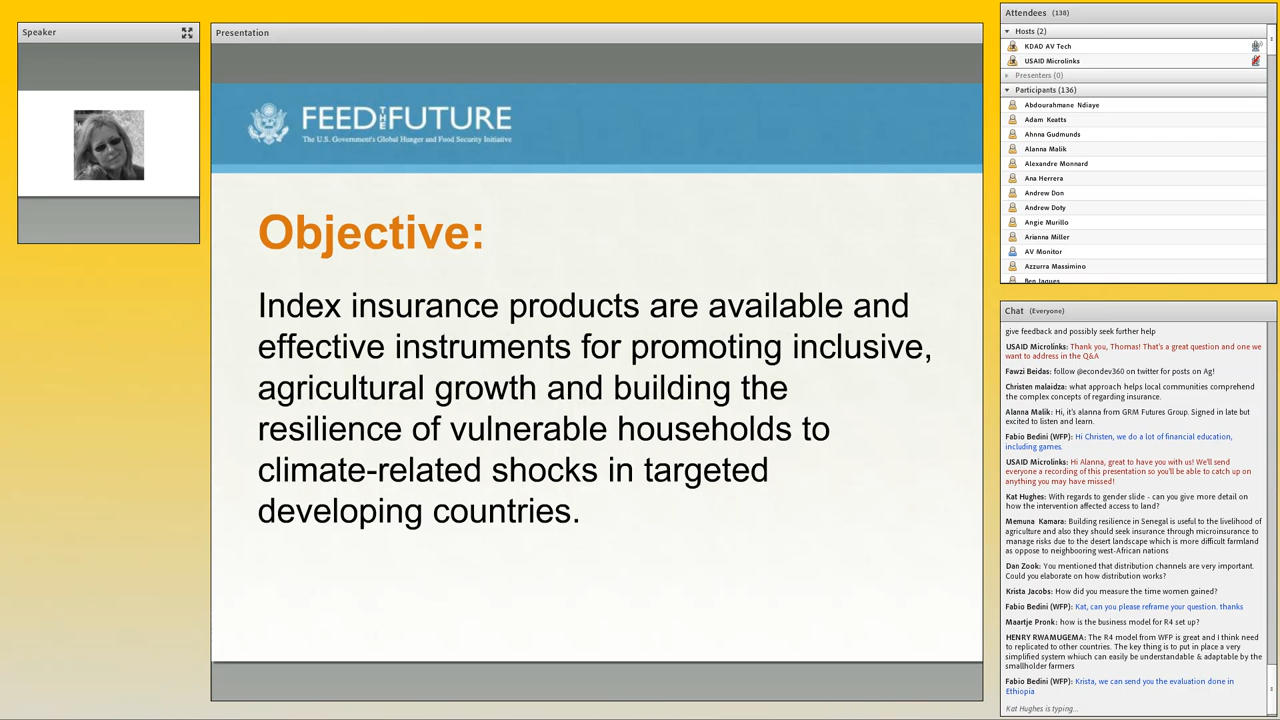 Speaker
Presentation
FEED THE FUTURE
The U.S. Government's Global Hunger and Food Security Initiative
Objective:
Index insurance products are available and
effective instruments for promoting inclusive,
agricultural growth and building the
resilience of vulnerable households to
climate-related shocks in targeted
developing countries.
Attendees (138)
Hosts (2)
KDAD AV Tech
USAID Microlinks
Presenters (0)
Participants (136)
Abdourahmane Ndiaye
Adam Keatts
Ahnna Gudmunds
Alanna Malik
Alexandre Monnard
Ana Herrera
Andrew Don
Andrew Doty
Angie Murillo
Arianna Miller
AV Monitor
Azzurra Massimino
Ben Jaques
Chat (Everyone)
give feedback and possibly seek further help
USAID Microlinks: Thank you, Thomas! That's a great question and one we
want to address in the Q&A
Fawzi Beidas: follow @econdev360 on twitter for posts on Ag!
Christen malaidza: what approach helps local communities comprehend
the complex concepts of regarding insurance.
Alanna Malik: Hi, it's alanna from GRM Futures Group. Signed in late but
excited to listen and learn.
Fabio Bedini (WFP): Hi Christen, we do a lot of financial education,
including games.
USAID Microlinks: Hi Alanna, great to have you with us! We'll send
everyone a recording of this presentation so you'll be able to catch up on
anything you may have missed!
Kat Hughes: With regards to gender slide - can you give more detail on
how the intervention affected access to land?
Memuna Kamara: Building resilience in Senegal is useful to the livelihood of
agriculture and also they should seek insurance through microinsurance to
manage risks due to the desert landscape which is more difficult farmland
as oppose to neighbooring west-African nations
Dan Zook: You mentioned that distribution channels are very important.
Could you elaborate on how distribution works?
Krista Jacobs: How did you measure the time women gained?
Fabio Bedini (WFP): Kat, can you please reframe your question. thanks
Maartje Pronk: how is the business model for R4 set up?
HENRY RWAMUGEMA: The R4 model from WFP is great and I think need
to replicated to other countries. The key thing is to put in place a very
simplified system whicih can easily be understandable & adaptable by the
smallholder farmers
Fabio Bedini (WFP): Krista, we can send you the evaluation done in
Ethiopia
Kat Hughes is typing...